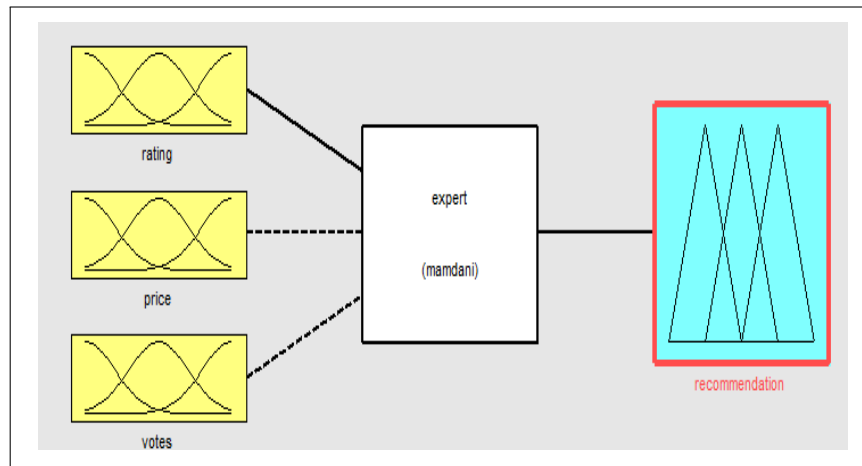 rating
price
votes
expert
(mamdani)
recommendation